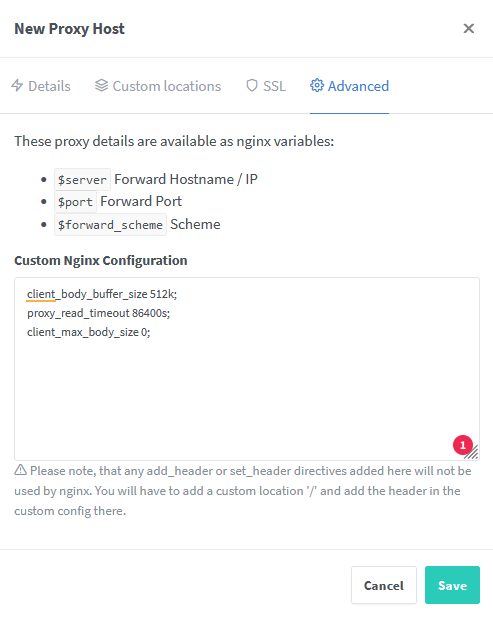 New Proxy Host
Details
Custom locations
SSL
Advanced
These proxy details are available as nginx variables:
$server Forward Hostname / IP
$port Forward Port
$forward_scheme Scheme
Custom Nginx Configuration
client_body_buffer_size 512k;
proxy_read_timeout 86400s;
client_max_body_size 0;
1
Please note, that any add_header or set_header directives added here will not be
used by nginx. You will have to add a custom location '/' and add the header in the
custom config there.
Cancel
Save